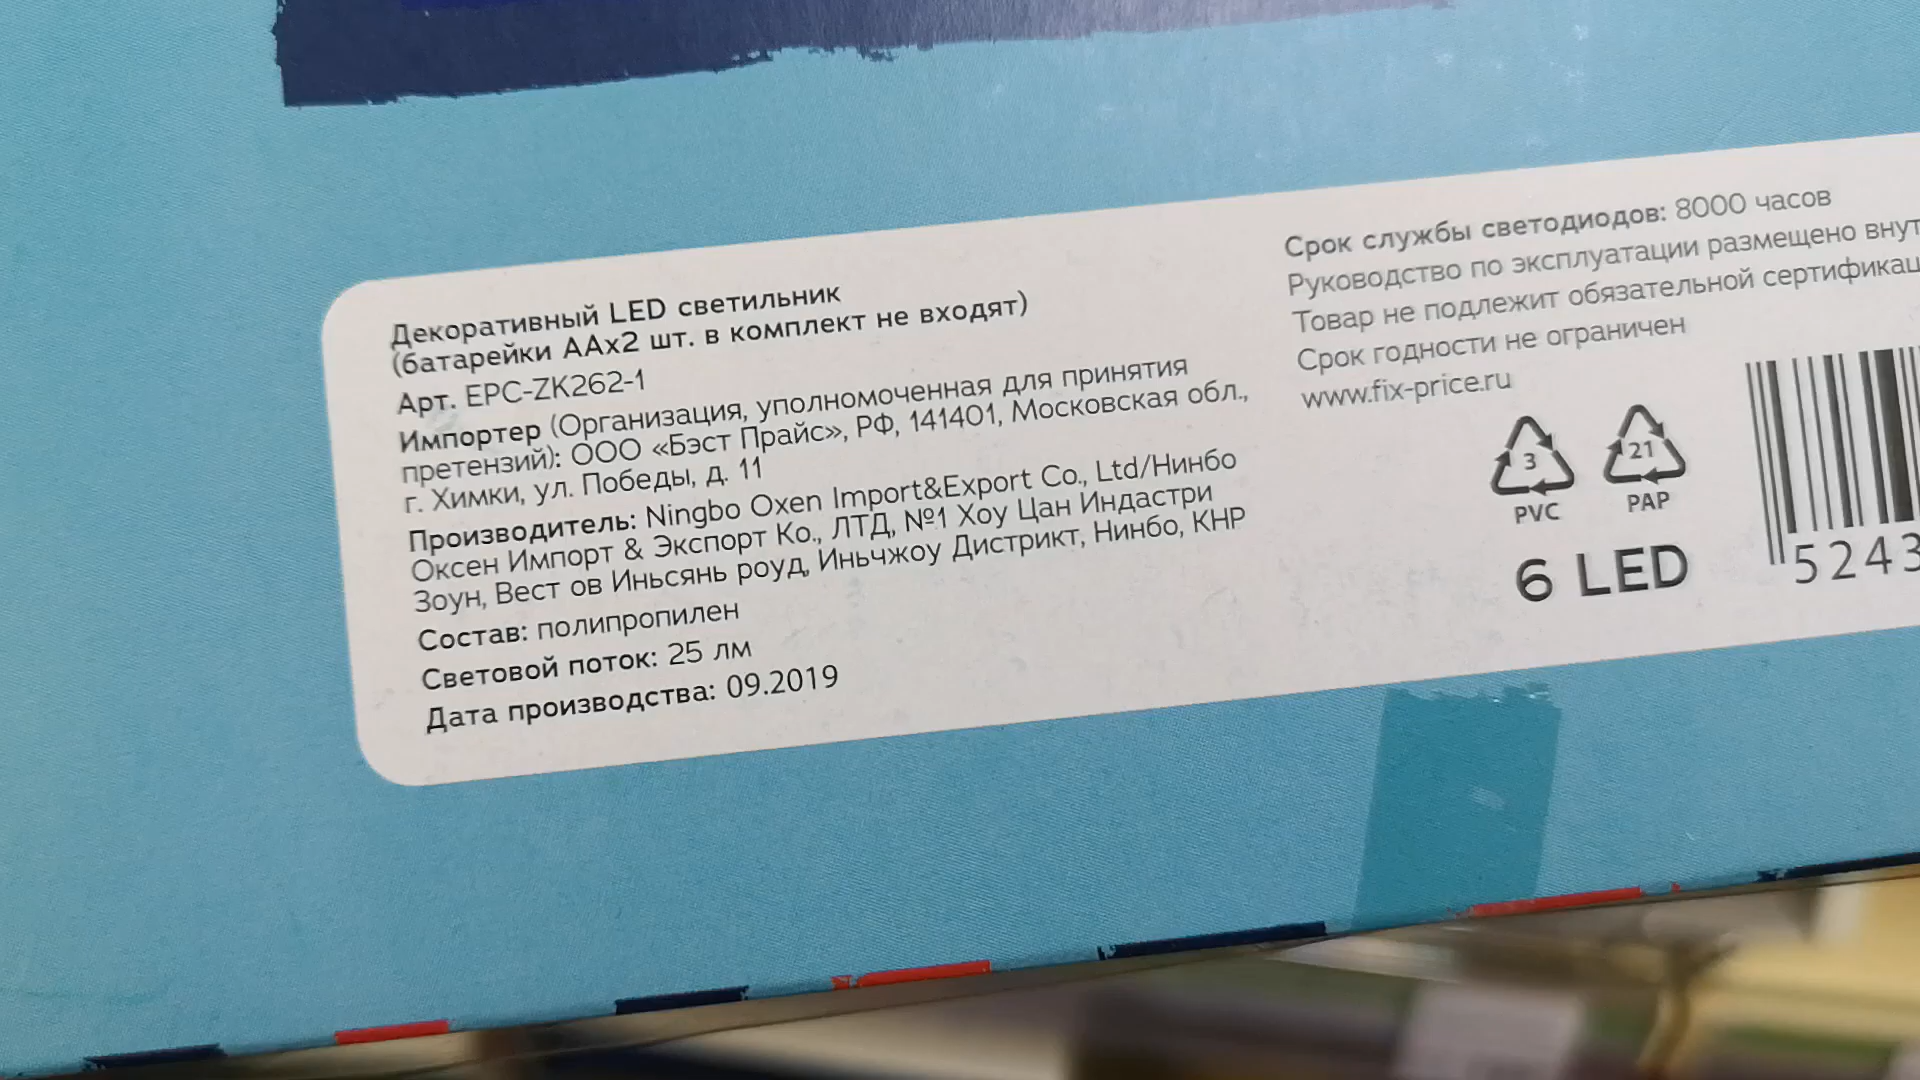 Декоративный LED светильник
(батарейки AAx2 шт. в комплект не входят)
Арт. EPC-ZK262-1
Импортер (Организация, уполномоченная для принятия
претензий): ООО «Бэст Прайс», РФ, 141401, Московская обл.,
г. Химки, ул. Победы, д. 11
Производитель: Ningbo Oxen Import&Export Co., Ltd/Нинбо
Оксен Импорт & Экспорт Ко., ЛТД, №1 Хоу Цан Индастри
Зоун, Вест ов Иньсянь роуд, Иньчжоу Дистрикт, Нинбо, КНР
Состав: полипропилен
Световой поток: 25 лм
Дата производства: 09.2019
Срок службы светодиодов: 8000 часов
Руководство по эксплуатации размещено внут
Товар не подлежит обязательной сертификац
Срок годности не ограничен
www.fix-price.ru
3 21
PVC PAP
6 LED
5243